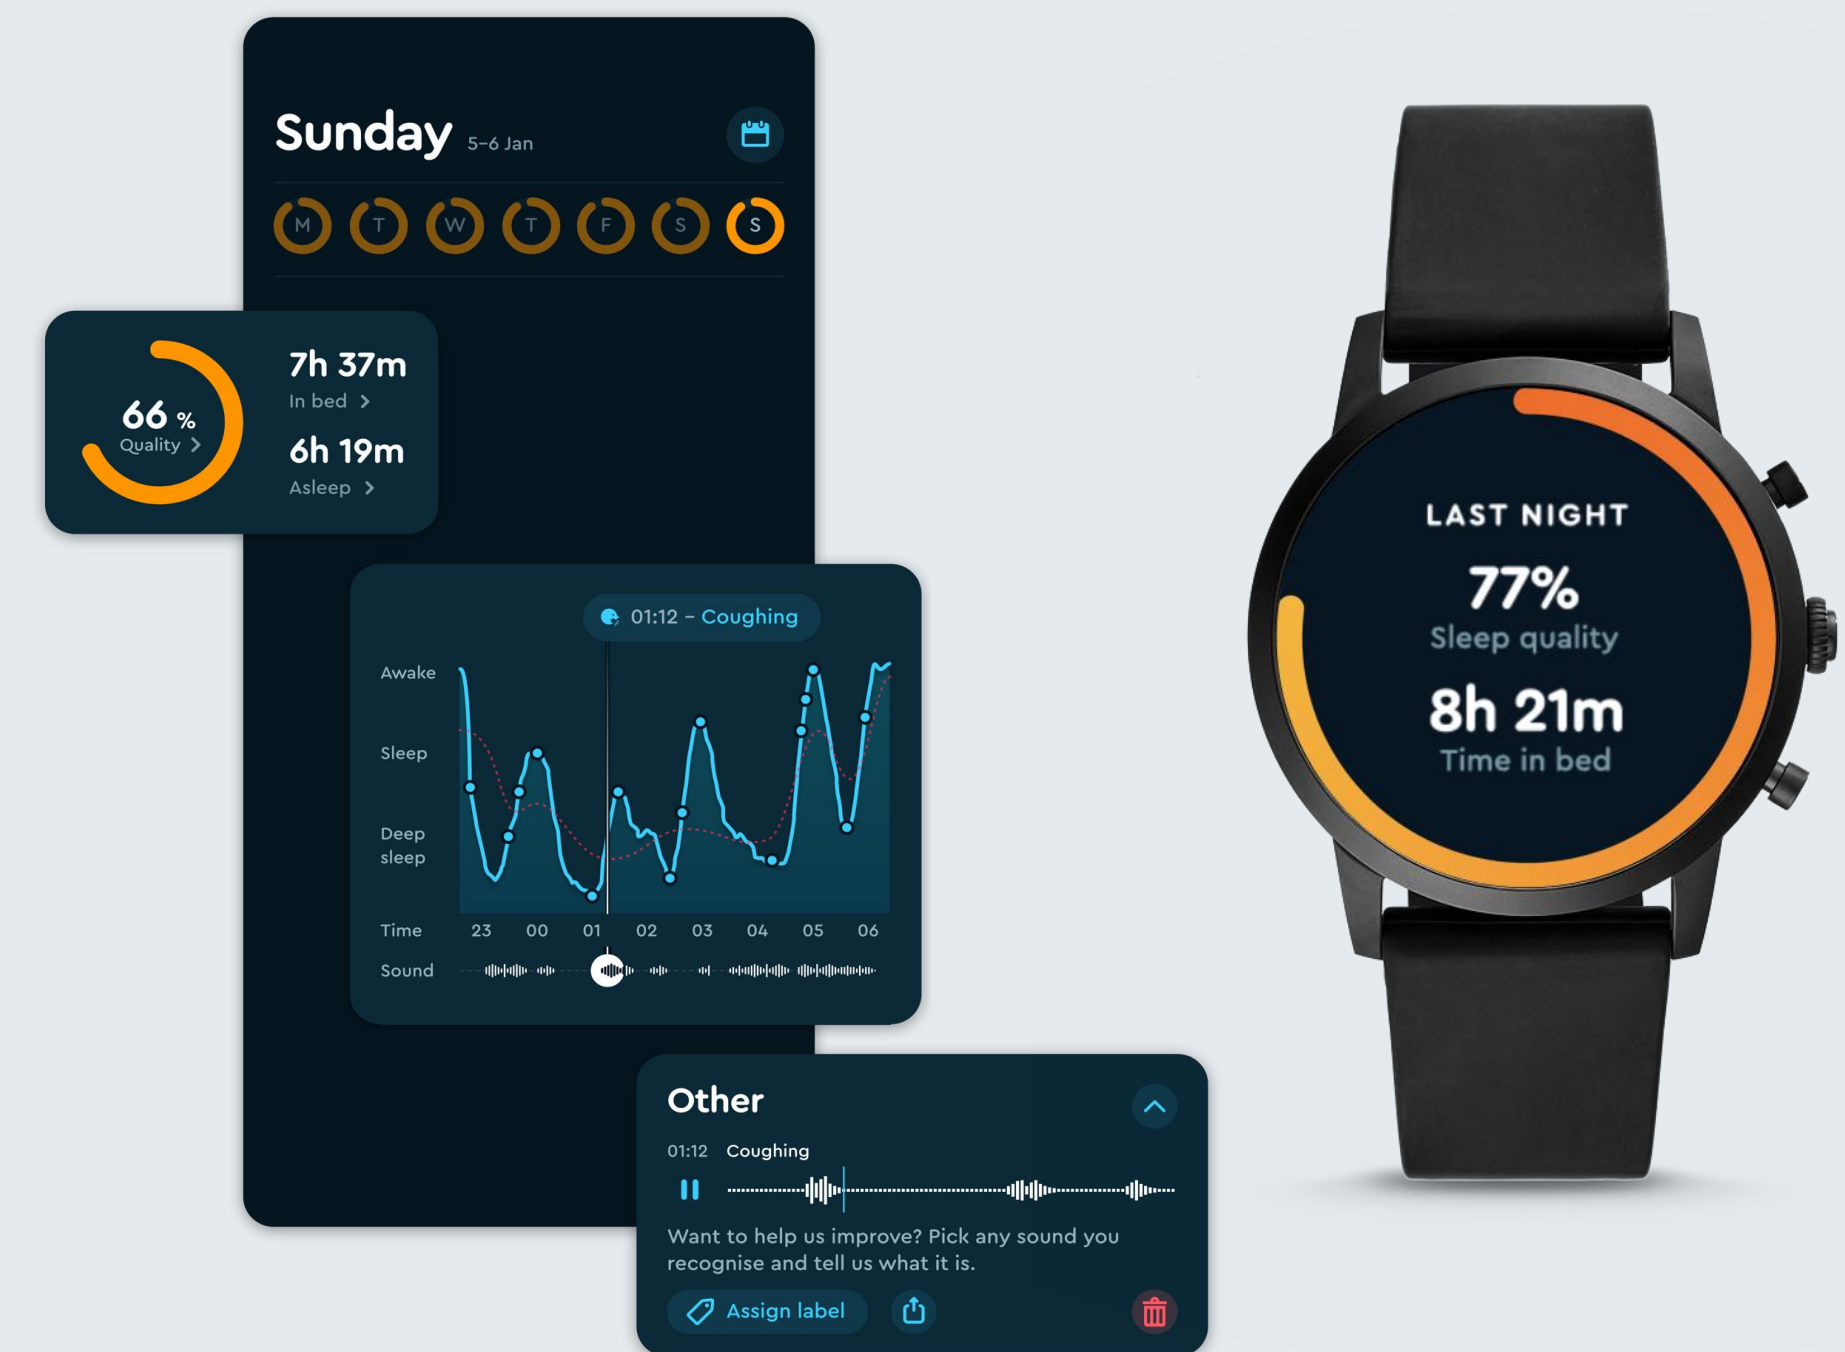 Sunday 5-6 Jan
M T W T F S S
66 %
Quality
7h 37m
In bed
6h 19m
Asleep
01:12 - Coughing
Awake
Sleep
Deep
sleep
Time 23 00 01 02 03 04 05 06
Sound
Other
01:12 Coughing
Want to help us improve? Pick any sound you
recognise and tell us what it is.
Assign label
LAST NIGHT
77%
Sleep quality
8h 21m
Time in bed